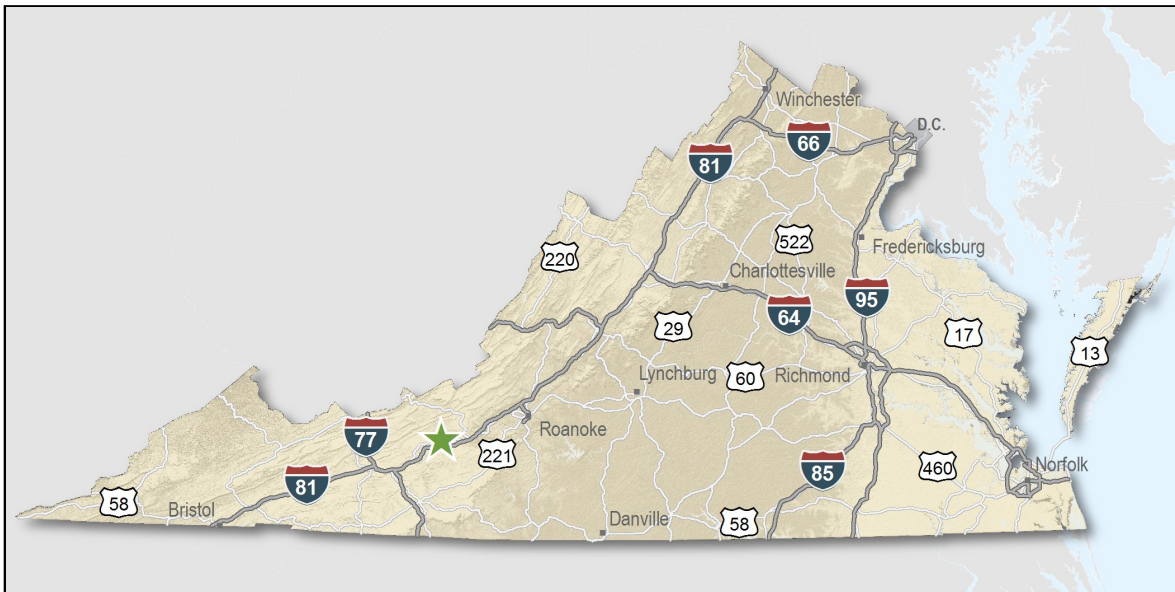 Winchester
D.C.
66
81
522
Fredericksburg
220
Charlottesville
95
64
29
17
13
60
Richmond
Lynchburg
Roanoke
77
221
85
460
Norfolk
81
58
Bristol
Danville
58